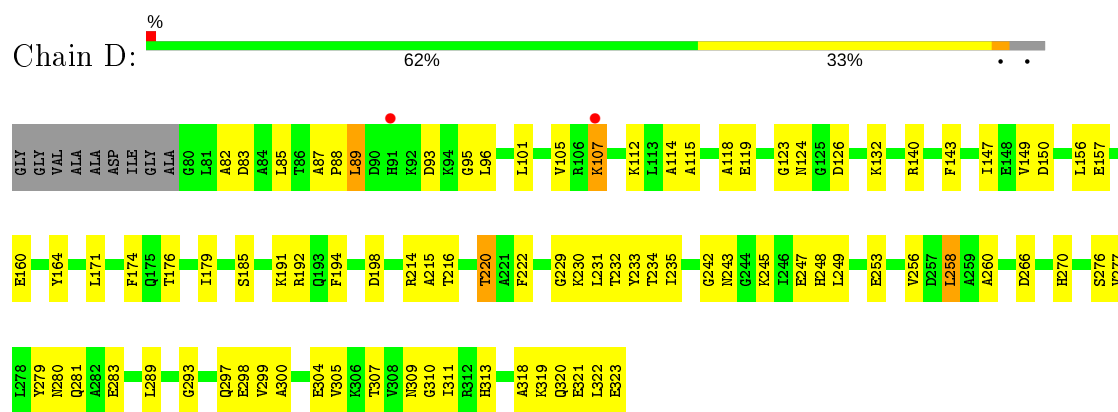 %
Chain D:
62% 33% • •
GLY GLY VAL ALA ALA ASP ILE GLY ALA G80 L81 A82 D83 A84 L85 T86 A87 P88 L89 D90 H91 K92 D93 K94 G95 L96 L101 V105 R106 K107 K112 L113 A114 A115 A118 E119 G123 N124 G125 D126 K132 R140 F143 I147 E148 V149 D150 L156 E157
E160 Y164 L171 F174 Q175 T176 I179 S185 K191 R192 Q193 F194 D198 R214 A215 T216 T220 A221 F222 G229 K230 L231 T232 Y233 T234 I235 G242 N243 G244 K245 I246 E247 H248 L249 E253 V256 D257 L258 A259 A260 D266 H270 S276 V277
L278 Y279 N280 Q281 A282 E283 L289 G293 Q297 E298 V299 A300 E304 V305 K306 T307 V308 N309 G310 I311 R312 H313 A318 K319 Q320 E321 L322 E323